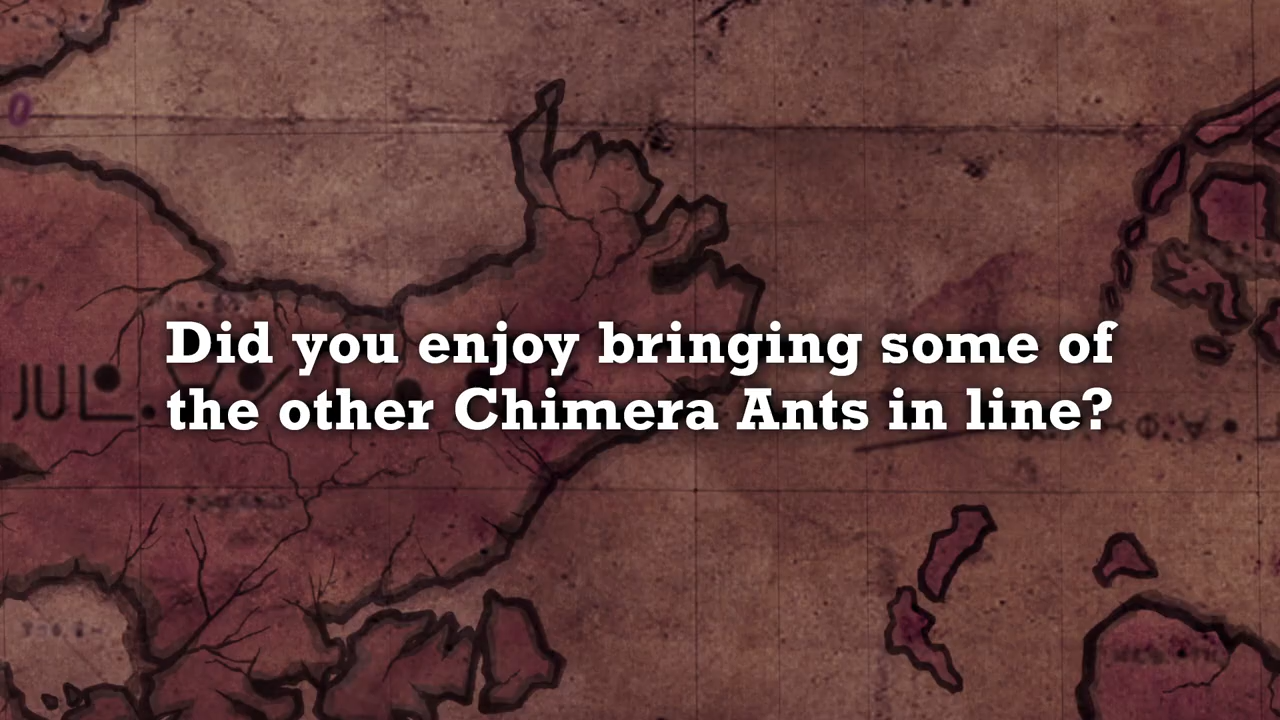 Did you enjoy bringing some of
the other Chimera Ants in line?